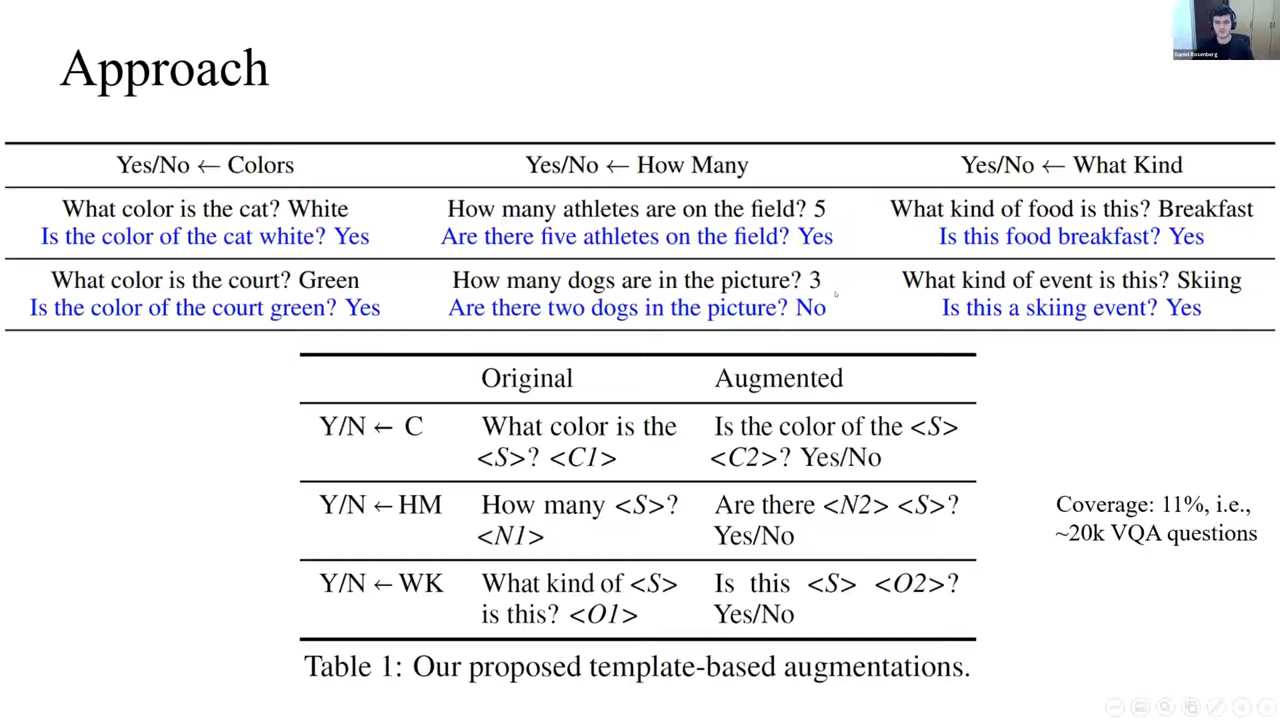 Daniel Rosenberg
Approach
Yes/No ← Colors
Yes/No ← How Many
Yes/No ← What Kind
What color is the cat? White
Is the color of the cat white? Yes
How many athletes are on the field? 5
Are there five athletes on the field? Yes
What kind of food is this? Breakfast
Is this food breakfast? Yes
What color is the court? Green
Is the color of the court green? Yes
How many dogs are in the picture? 3
Are there two dogs in the picture? No
What kind of event is this? Skiing
Is this a skiing event? Yes
Original
Augmented
Y/N ← C
What color is the
<S>? <C1>
Is the color of the <S>
<C2>? Yes/No
Y/N ← HM
How many <S>?
<N1>
Are there <N2> <S>?
Yes/No
Y/N ← WK
What kind of <S>
is this? <O1>
Is this <S> <O2>?
Yes/No
Coverage: 11%, i.e.,
~20k VQA questions
Table 1: Our proposed template-based augmentations.